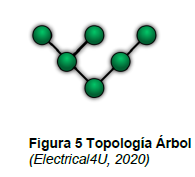 Figura 5 Topología Árbol
(Electrical4U, 2020)